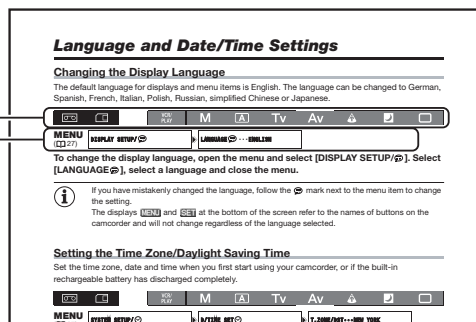 Language and Date/Time Settings
Changing the Display Language
The default language for displays and menu items is English. The language can be changed to German,
Spanish, French, Italian, Polish, Russian, simplified Chinese or Japanese.
VCR/
PLAY M A Tv Av
MENU
(27)
DISPLAY SETUP/ LANGUAGE ···ENGLISH
To change the display language, open the menu and select [DISPLAY SETUP/ ]. Select
[LANGUAGE ], select a language and close the menu.
If you have mistakenly changed the language, follow the mark next to the menu item to change
the setting.
The displays MENU and SET at the bottom of the screen refer to the names of buttons on the
camcorder and will not change regardless of the language selected.
Setting the Time Zone/Daylight Saving Time
Set the time zone, date and time when you first start using your camcorder, or if the built-in
rechargeable battery has discharged completely.
PLAY M A Tv Av
MENU SYSTEM SETUP/ D/TIME SET T.ZONE/DST···NEW YORK